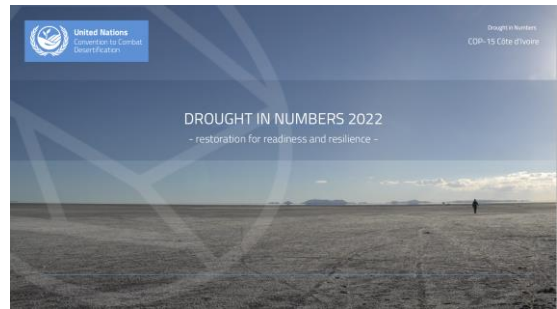 United Nations
Convention to Combat
Desertification
Drought in Numbers
COP-15 Côte d'Ivoire
DROUGHT IN NUMBERS 2022
- restoration for readiness and resilience -